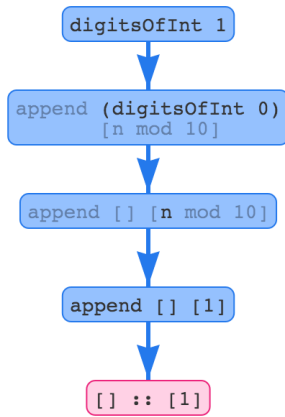 digitsOfInt 1
append (digitsOfInt 0)
[n mod 10]
append [] [n mod 10]
append [] [1]
[] :: [1]